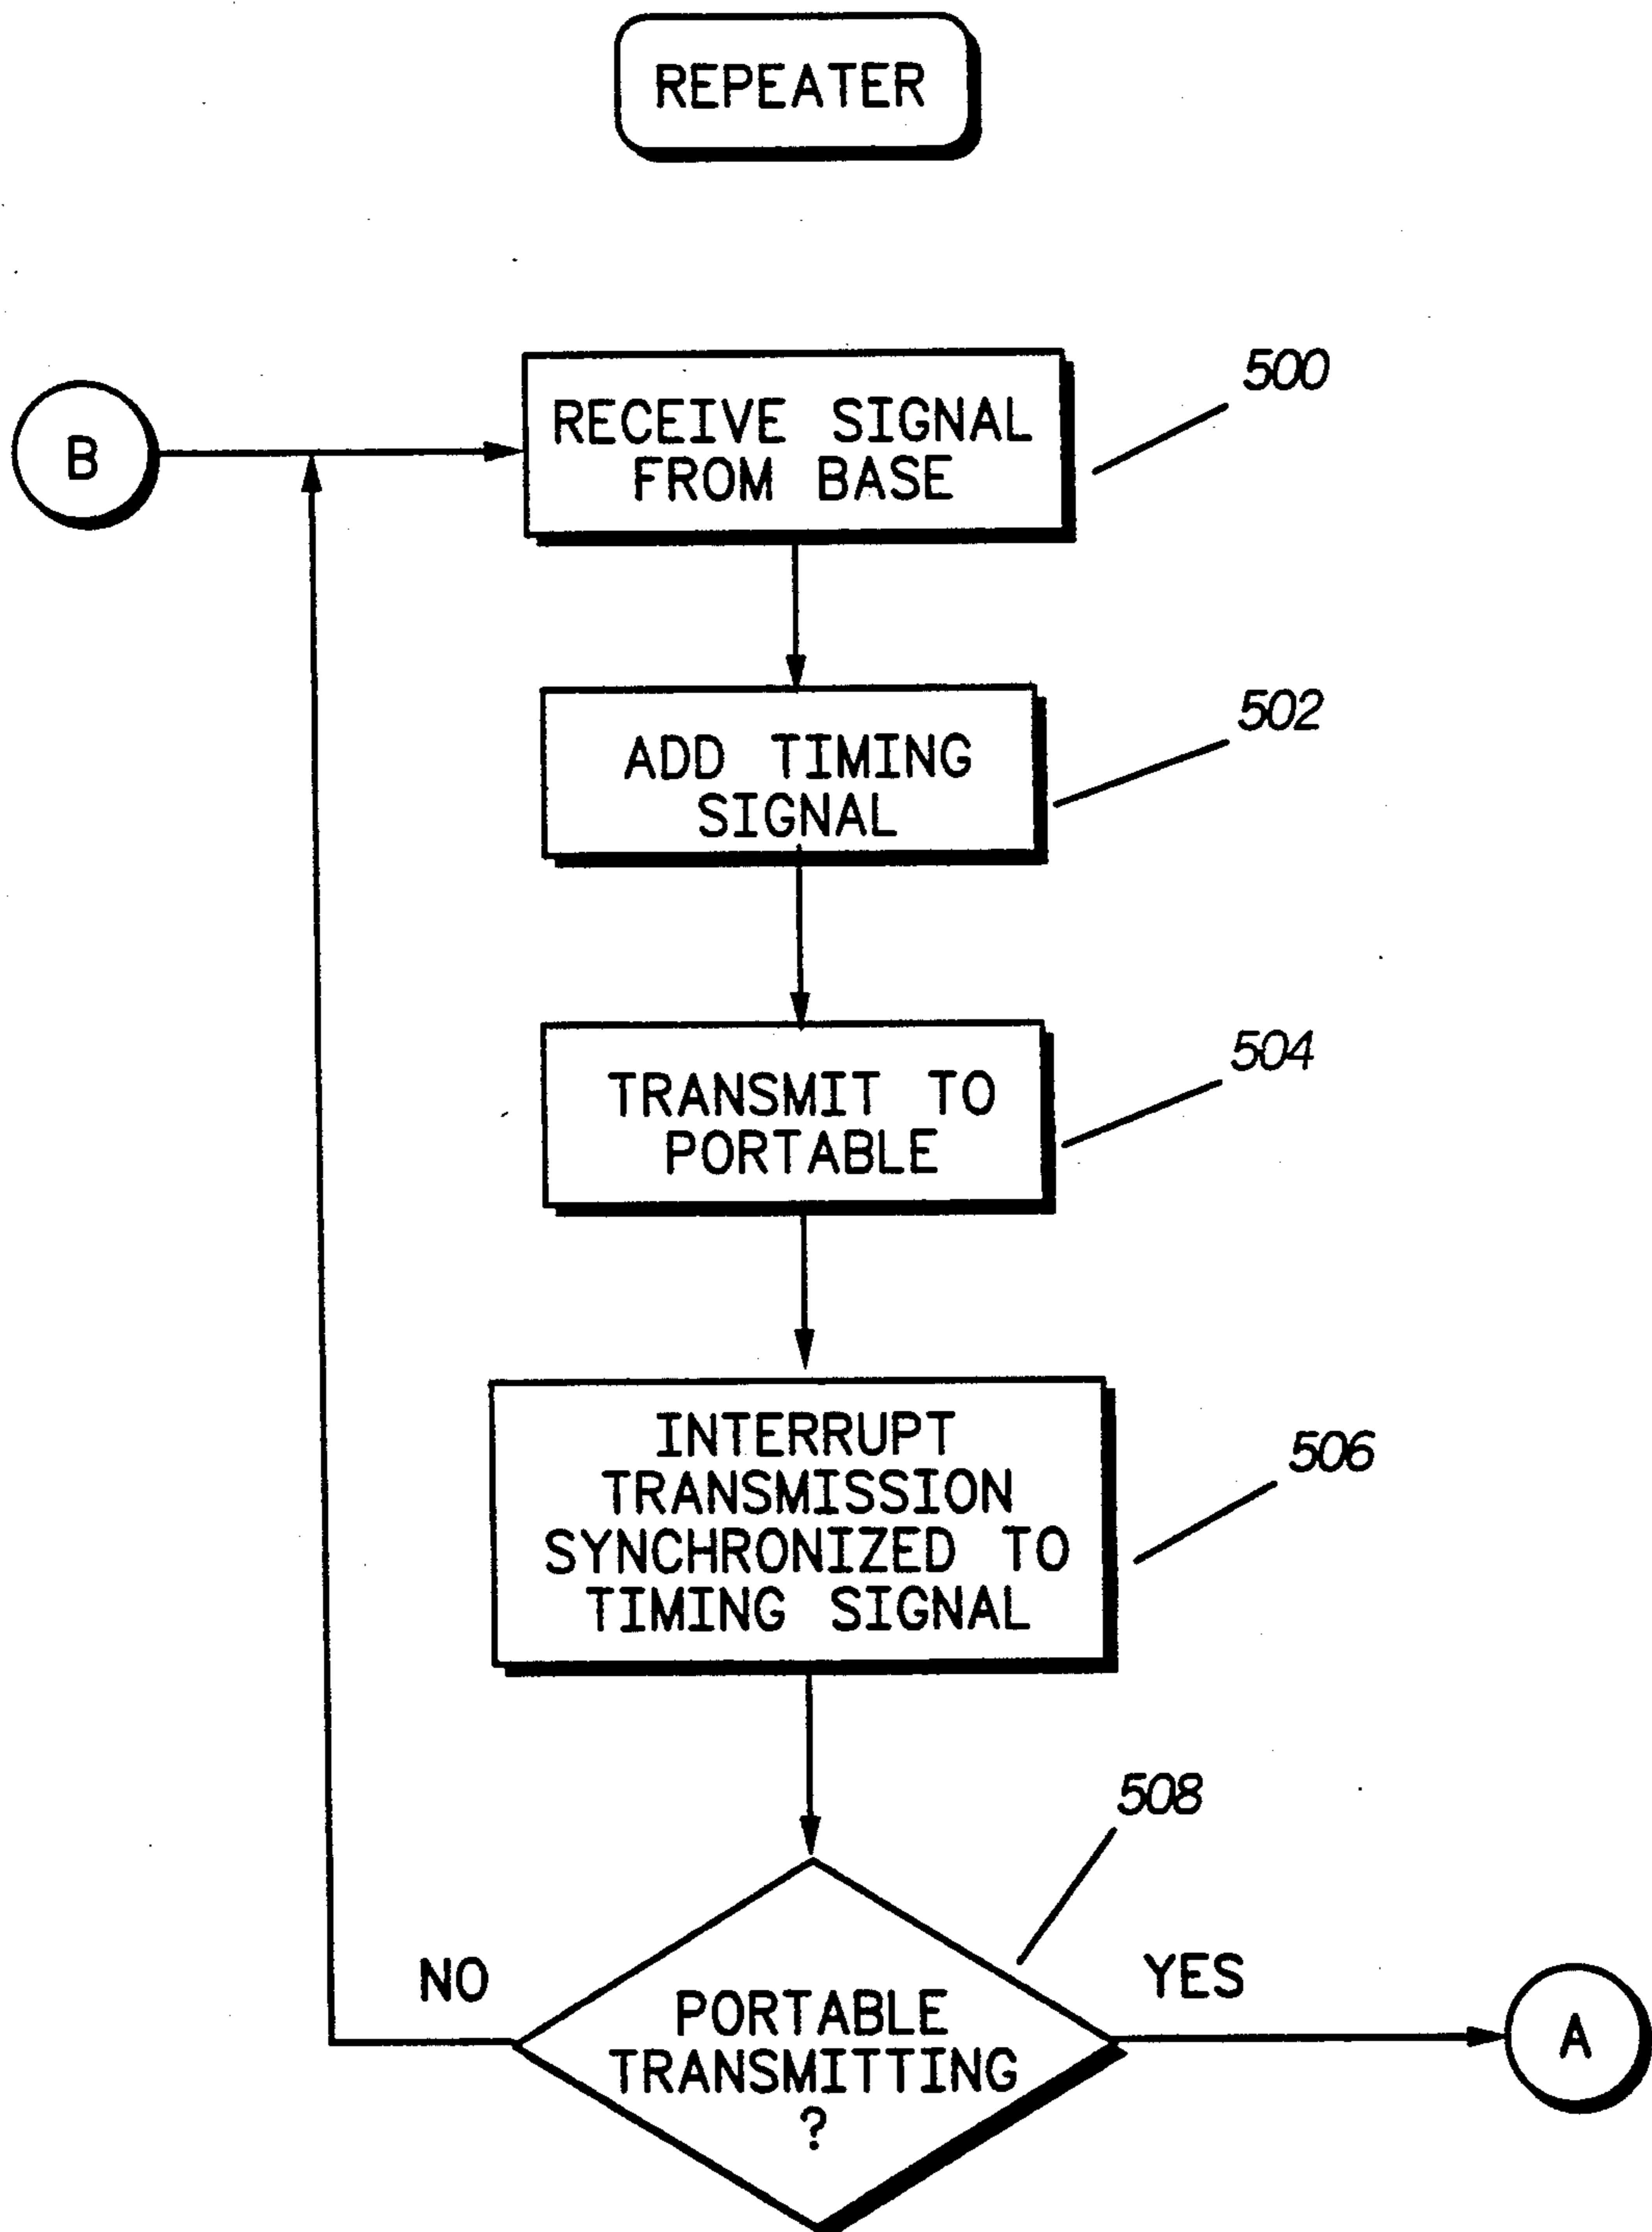 REPEATER
B
RECEIVE SIGNAL
FROM BASE
500
ADD TIMING
SIGNAL
502
TRANSMIT TO
PORTABLE
504
INTERRUPT
TRANSMISSION
SYNCHRONIZED TO
TIMING SIGNAL
506
508
NO
YES
PORTABLE
TRANSMITTING
?
A